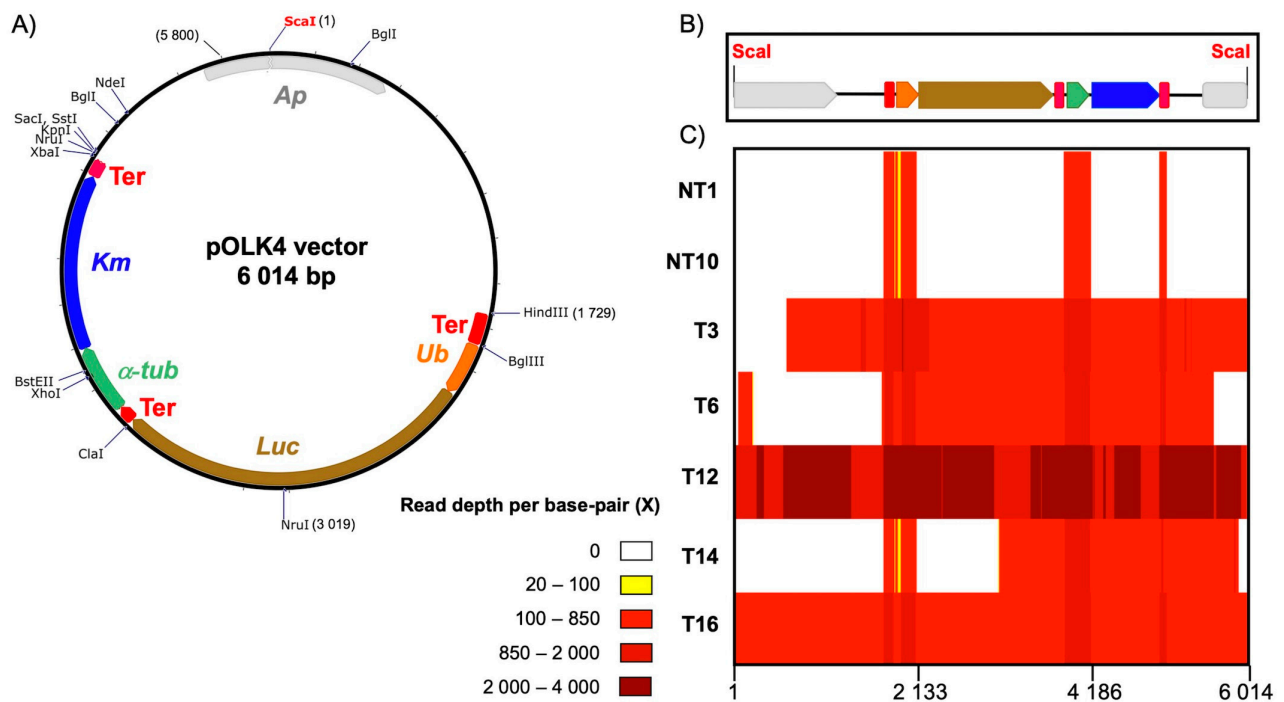 A)
ScaI (1)
(5 800)
BglI
Ap
NdeI
BglI
SacI, SstI
KpnI
NruI
XbaI
Ter
Km
pOLK4 vector
6 014 bp
HindIII (1 729)
Ter
Ub
BglIII
α-tub
BstEII
XhoI
Ter
ClaI
Luc
NruI (3 019)
Read depth per base-pair (X)
0
20 – 100
100 – 850
850 – 2 000
2 000 – 4 000
B)
ScaI ScaI
C)
NT1
NT10
T3
T6
T12
T14
T16
1 2 133 4 186 6 014